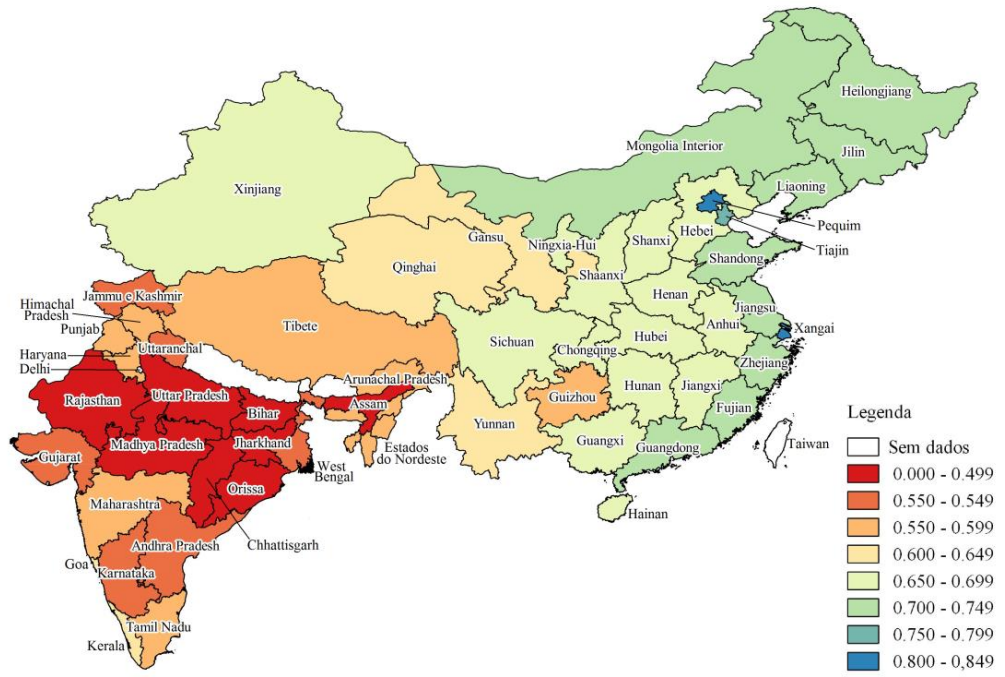 Heilongjiang
Mongolia Interior
Jilin
Xinjiang
Liaoning
Pequim
Gansu
Ningxia-Hui
Shanxi
Hebei
Tiajin
Qinghai
Shaanxi
Shandong
Jammu e Kashmir
Henan
Jiangsu
Himachal
Pradesh
Tibete
Anhui
Xangai
Punjab
Sichuan
Hubei
Uttaranchal
Chongqing
Haryana
Zhejiang
Delhi
Arunachal Pradesh
Rajasthan
Uttar Pradesh
Assam
Guizhou
Hunan
Jiangxi
Bihar
Fujian
Yunnan
Madhya Pradesh
Jharkhand
Guangxi
Guangdong
Taiwan
Gujarat
Estados
do Nordeste
West
Bengal
Orissa
Maharashtra
Hainan
Chhattisgarh
Andhra Pradesh
Goa
Karnataka
Tamil Nadu
Kerala
Legenda
Sem dados
0.000 - 0.499
0.550 - 0.549
0.550 - 0.599
0.600 - 0.649
0.650 - 0.699
0.700 - 0.749
0.750 - 0.799
0.800 - 0,849